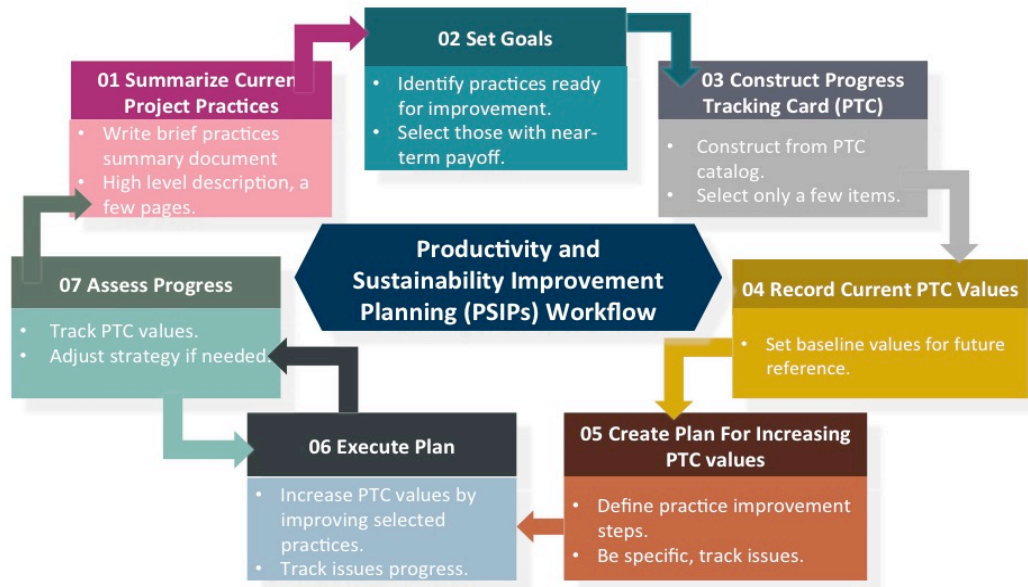 01 Summarize Current
Project Practices
• Write brief practices
summary document
• High level description, a
few pages.
02 Set Goals
• Identify practices ready
for improvement.
• Select those with near-
term payoff.
03 Construct Progress
Tracking Card (PTC)
• Construct from PTC
catalog.
• Select only a few items.
Productivity and
Sustainability Improvement
Planning (PSIPs) Workflow
04 Record Current PTC Values
• Set baseline values for future
reference.
05 Create Plan For Increasing
PTC values
• Define practice improvement
steps.
• Be specific, track issues.
06 Execute Plan
• Increase PTC values by
improving selected
practices.
• Track issues progress.
07 Assess Progress
• Track PTC values.
• Adjust strategy if needed.